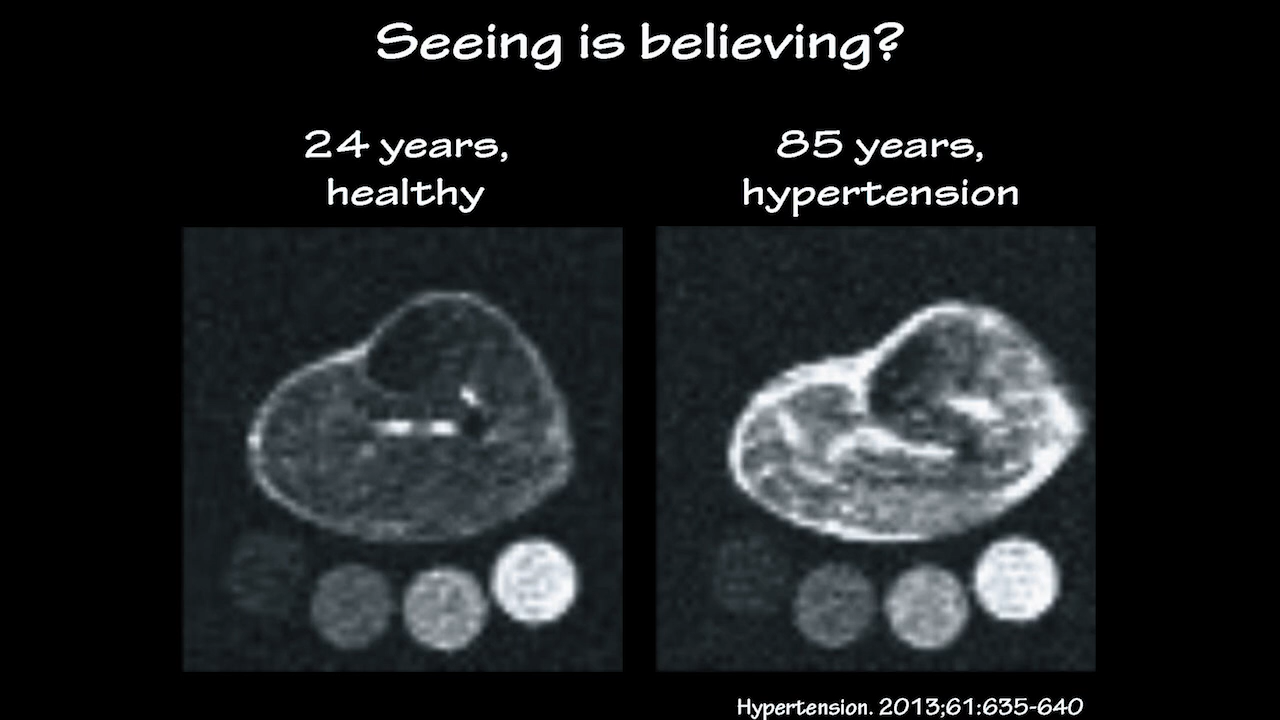 Seeing is believing?
24 years,
healthy
85 years,
hypertension
Hypertension. 2013;61:635-640